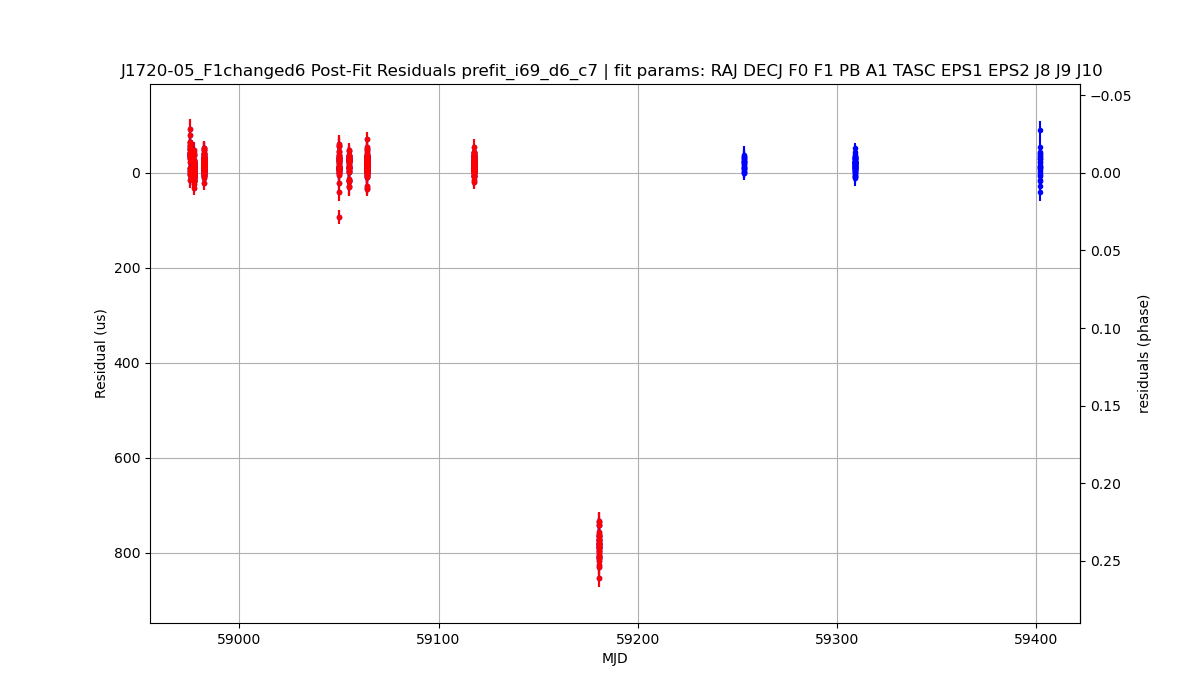 J1720-05_F1changed6 Post-Fit Residuals prefit_i69_d6_c7 | fit params: RAJ DECJ F0 F1 PB A1 TASC EPS1 EPS2 J8 J9 J10
−0.05
0 0.00
200
0.05
0.10
400
0.15
600
0.20
800
0.25
Residual (us)
residuals (phase)
59000 59100 59200 59300 59400
MJD